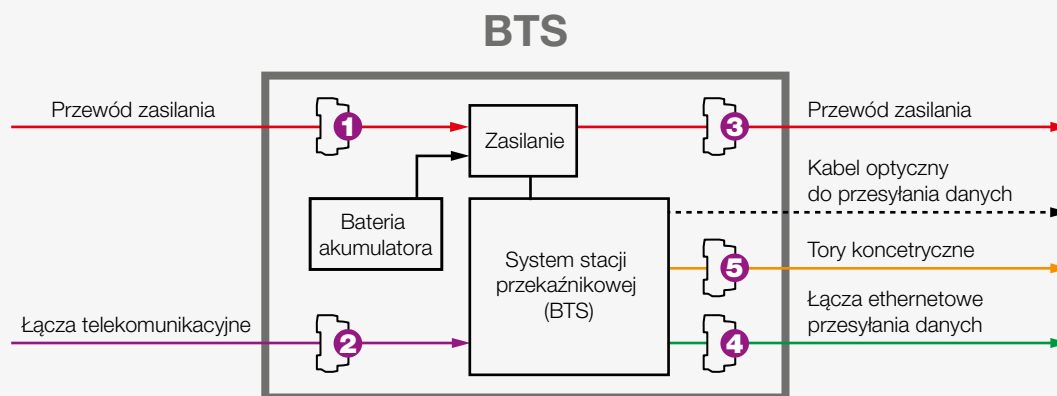 BTS
Przewód zasilania
1
Zasilanie
3
Przewód zasilania
Kabel optyczny
do przesyłania danych
Bateria
akumulatora
System stacji
przekaźnikowej
(BTS)
5
Tory koncetryczne
Łącza telekomunikacyjne
2
4
Łącza ethernetowe
przesyłania danych